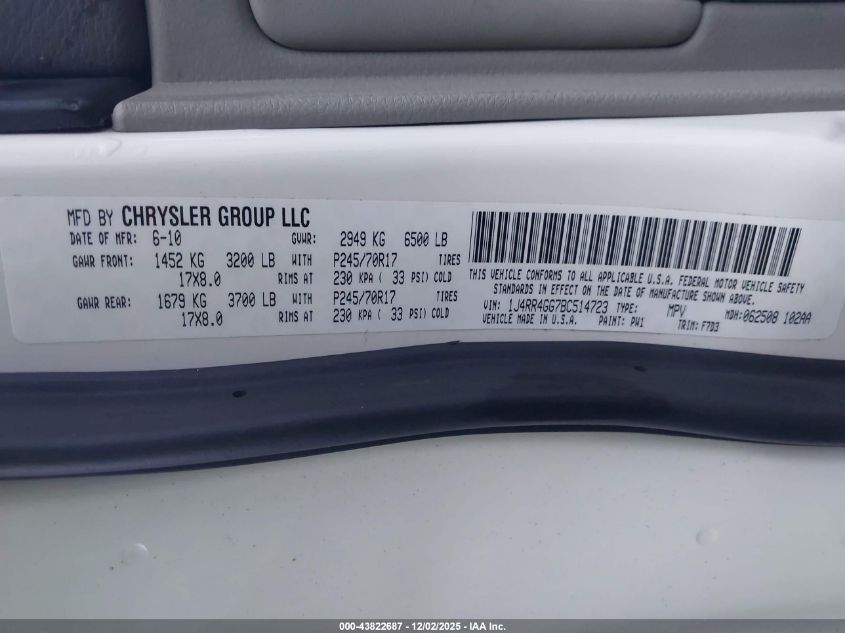 MFD BY CHRYSLER GROUP LLC
DATE OF MFR: 6-10 GVWR: 2949 KG 6500 LB
GAWR FRONT: 1452 KG 3200 LB WITH P245/70R17 TIRES
17X8.0 RIMS AT 230 KPA ( 33 PSI) COLD
GAWR REAR: 1679 KG 3700 LB WITH P245/70R17 TIRES
17X8.0 RIMS AT 230 KPA ( 33 PSI) COLD
THIS VEHICLE CONFORMS TO ALL APPLICABLE U.S.A. FEDERAL MOTOR VEHICLE SAFETY
STANDARDS IN EFFECT ON THE DATE OF MANUFACTURE SHOWN ABOVE.
VIN: 1J4RR4GG7BC514723 TYPE: MPV MDH:062508 102AA
VEHICLE MADE IN U.S.A. PAINT: PW1 TRIM: F7D3
000-43822687 - 12/02/2025 - IAA Inc.